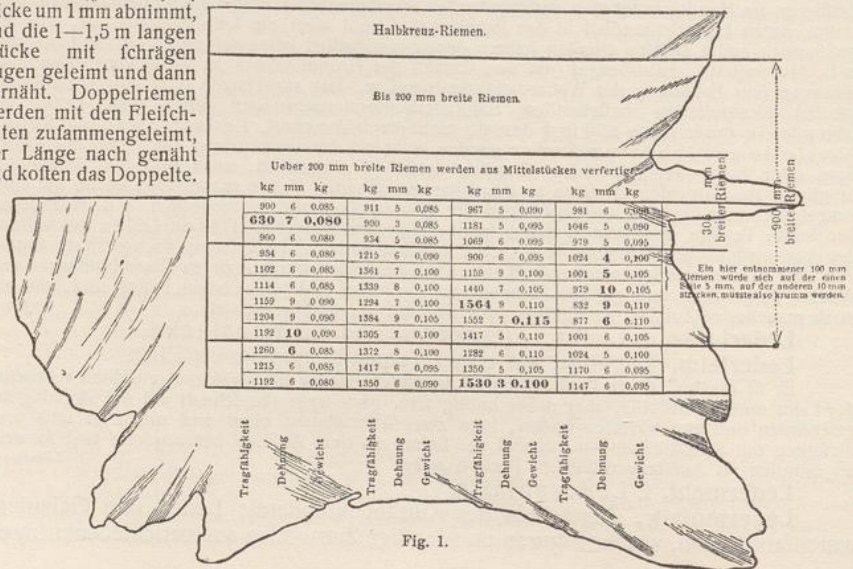 icke um 1 mm abnimmt,
nd die 1—1,5 m langen
tücke mit ſchrägen
ugen geleimt und dann
ernäht. Doppelriemen
erden mit den Fleiſch-
iten zuſammengeleimt,
er Länge nach genäht
nd koſten das Doppelte.
Halbkreuz-Riemen.
Bis 200 mm breite Riemen.
Ueber 200 mm breite Riemen werden aus Mittelstücken verfertigt
kg mm kg kg mm kg kg mm kg kg mm kg
900 6 0,085 911 5 0,085 967 5 0,090 981 6 0,090
630 7 0,080 900 3 0,085 1181 5 0,095 1046 5 0,090
900 6 0,080 934 5 0,085 1069 6 0,095 979 5 0,095
954 6 0,080 1215 6 0,090 900 6 0,095 1024 4 0,100
1102 6 0,085 1361 7 0,100 1159 9 0,100 1001 5 0,105
1114 6 0,085 1339 8 0,100 1440 7 0,105 979 10 0,105
1159 9 0 090 1294 7 0,100 1564 9 0,110 832 9 0,110
1204 9 0,090 1384 9 0,105 1552 7 0,115 877 6 0.110
1192 10 0,090 1305 7 0,100 1417 5 0,110 1001 6 0,105
1260 6 0,085 1372 8 0,100 1282 6 0,110 1024 5 0,100
1215 6 0,085 1417 6 0,095 1350 5 0,105 1170 6 0,095
1192 6 0,080 1350 6 0,090 1530 3 0.100 1147 6 0,095
Tragfähigkeit Dehnung Gewicht Tragfähigkeit Dehnung Gewicht Tragfähigkeit Dehnung Gewicht Tragfähigkeit Dehnung Gewicht
305 mm
breiter Riemen
900 mm
breite Riemen
Ein hier entnommener 100 mm
Riemen würde sich auf der einen
Seite 5 mm, auf der anderen 10 mm
strecken, müsste also krumm werden.
Fig. 1.